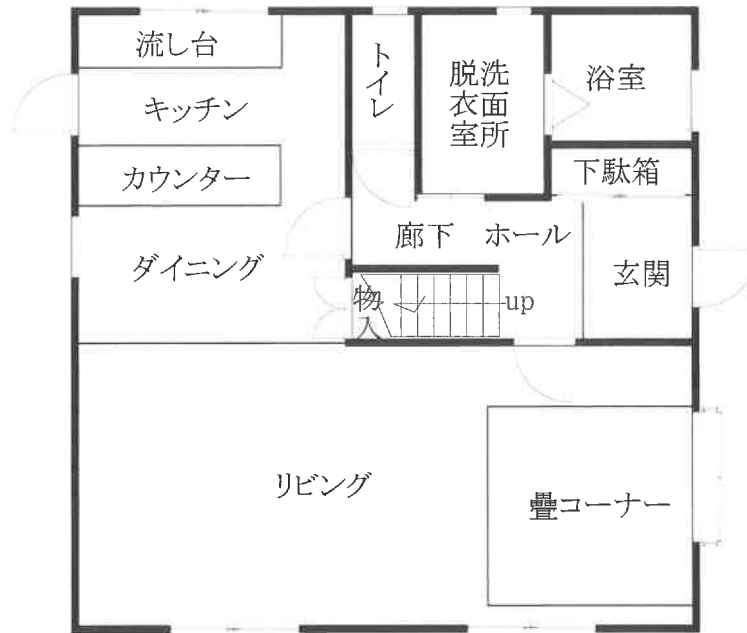 流し台
トイレ
洗面所
脱衣室
浴室
キッチン
カウンター
下駄箱
廊下 ホール
ダイニング
玄関
物入
up
リビング
疊コーナー